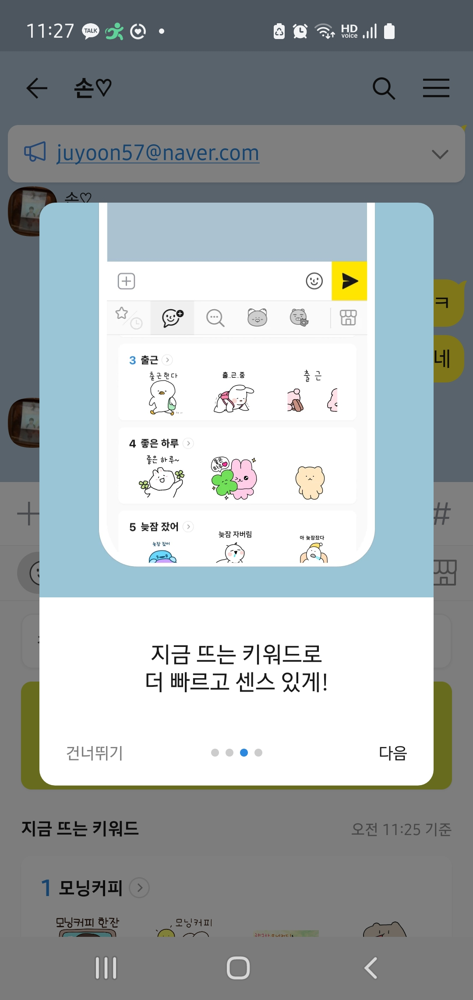 11:27
TALK
HD
voice
손♡
juyoon57@naver.com
손♡
ㅋ
네
3 출근
출근한다
출..근..중
출 근
4 좋은 하루
좋은 하루~
좋은
하루
5 늦잠 잤어
늦잠 잤어
늦잠 자버림
아 늦잠잤다
#
지금 뜨는 키워드로
더 빠르고 센스 있게!
건너뛰기
다음
지금 뜨는 키워드
오전 11:25 기준
1 모닝커피
모닝커피 한잔
모닝커피